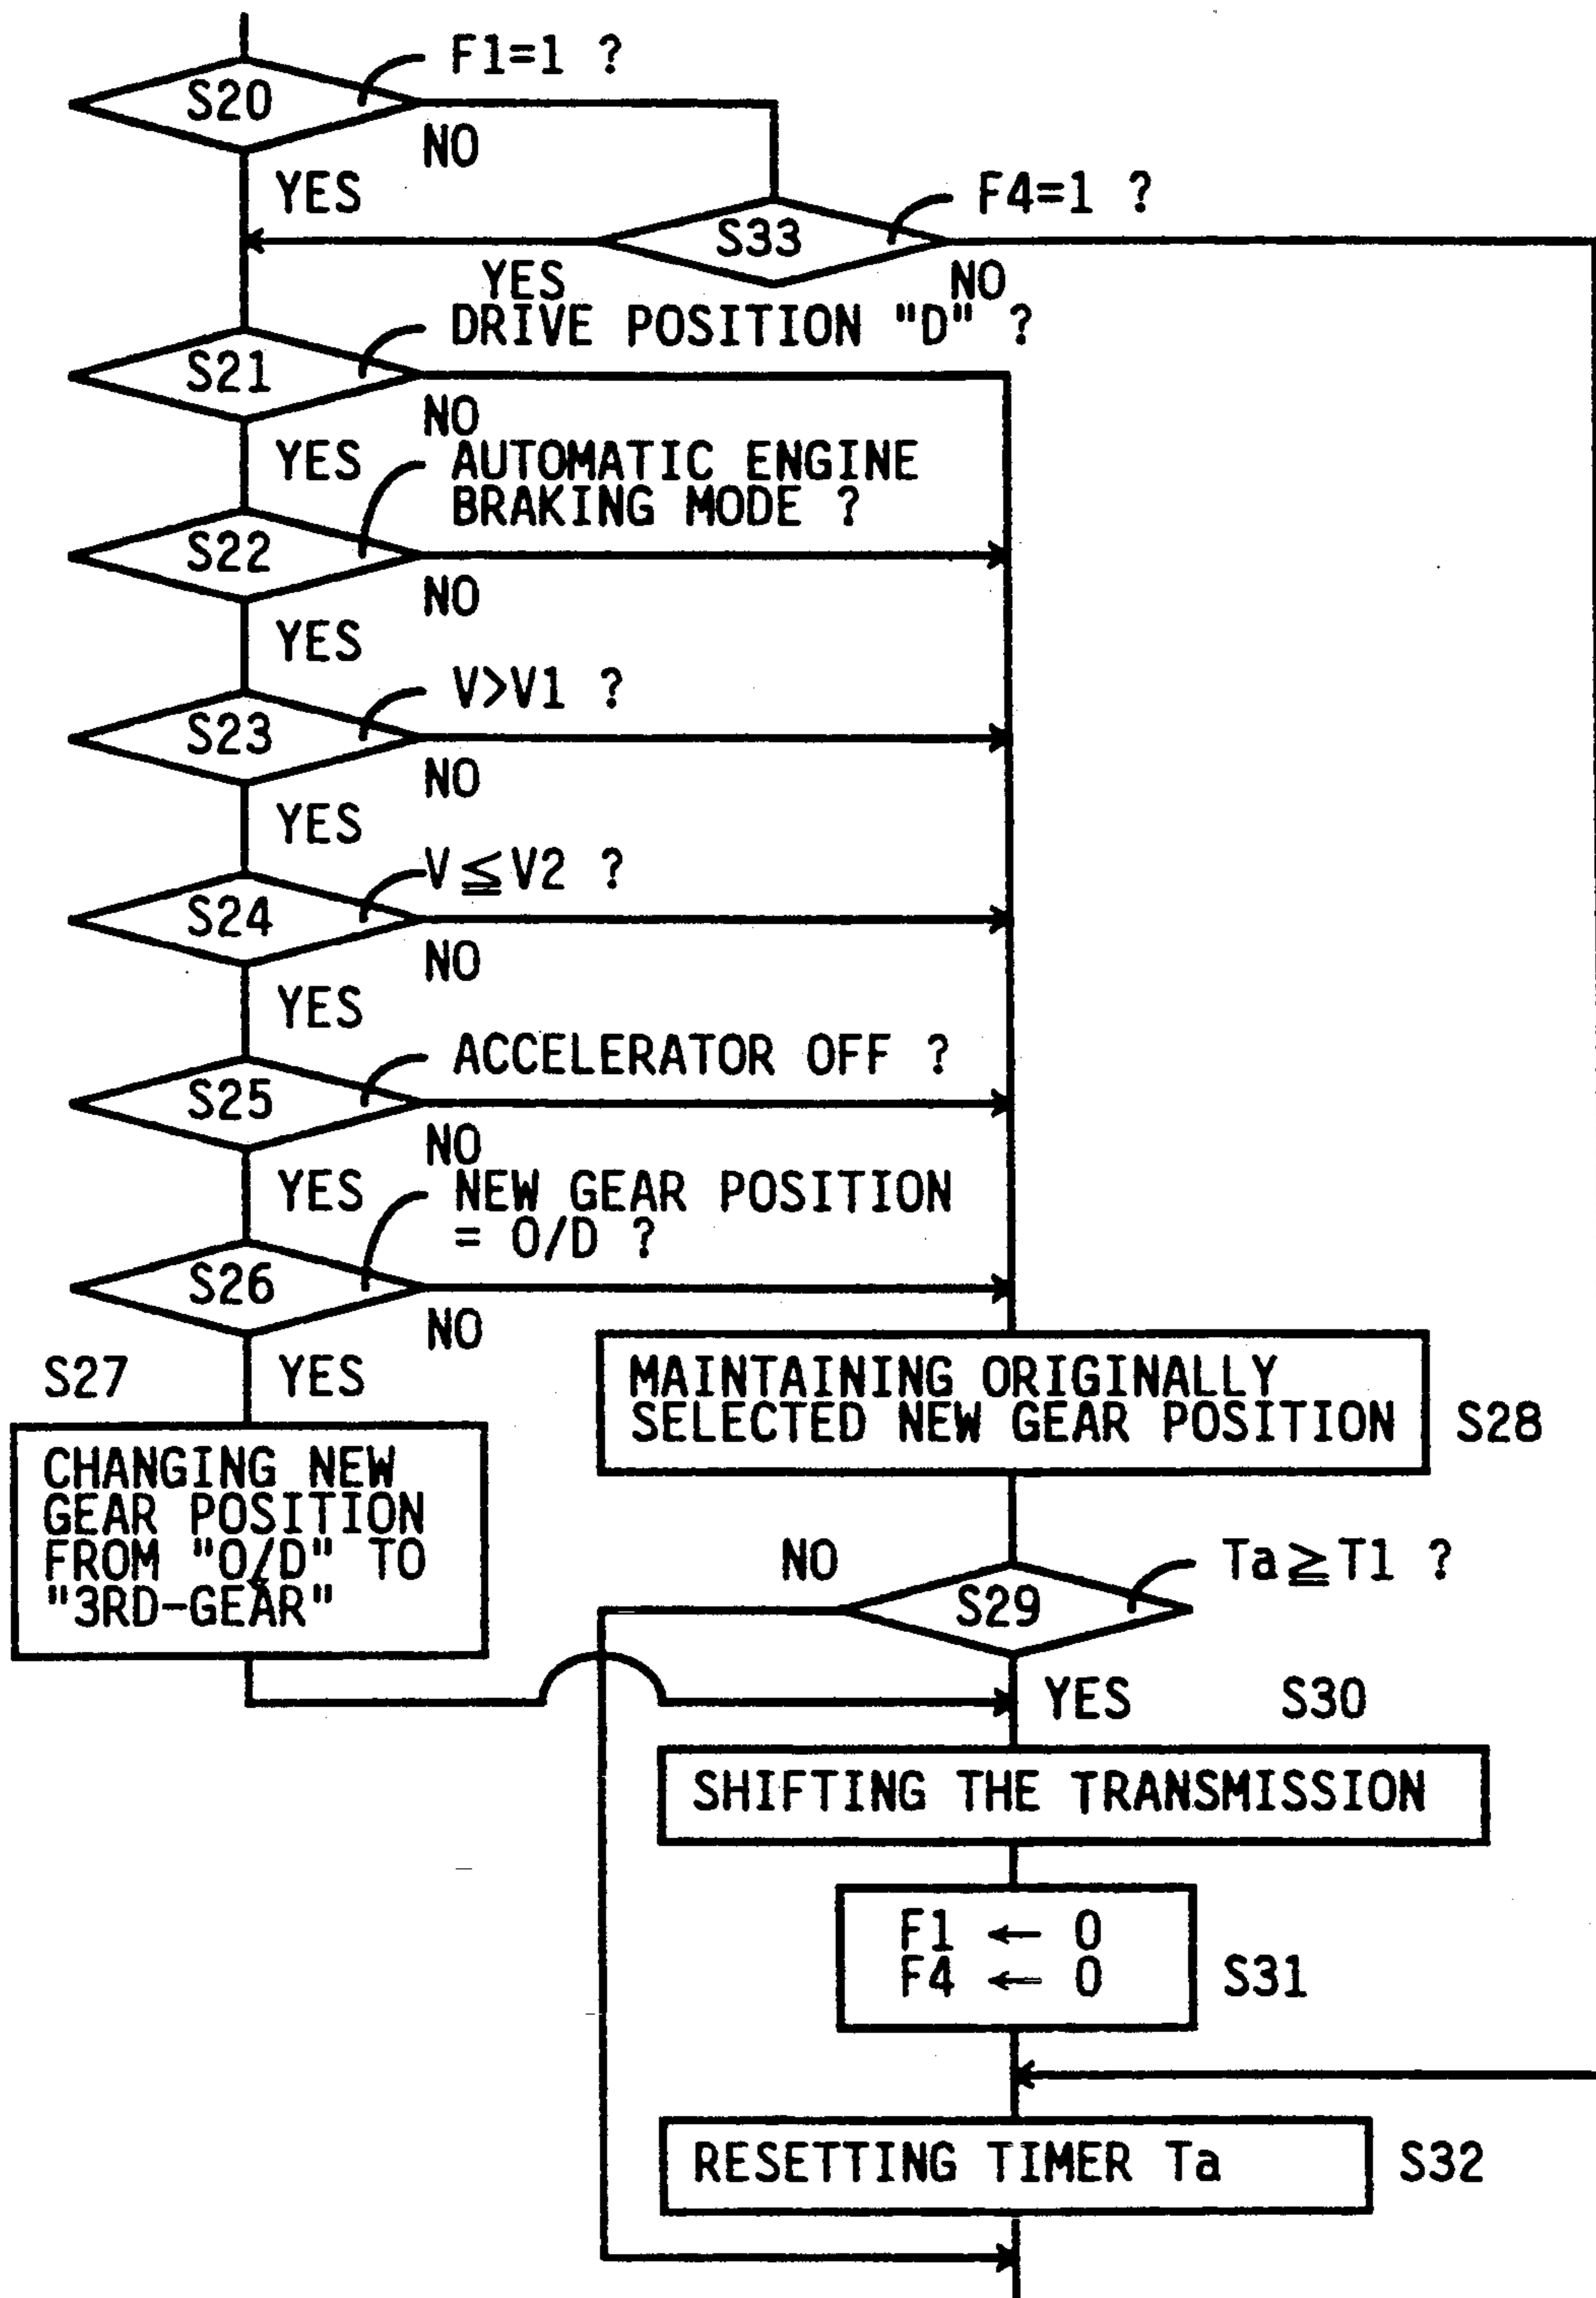 F1=1 ?
S20
NO
YES
F4=1 ?
S33
YES
NO
DRIVE POSITION "D" ?
S21
NO
YES
AUTOMATIC ENGINE
BRAKING MODE ?
S22
NO
YES
V>V1 ?
S23
NO
YES
V≦V2 ?
S24
NO
YES
ACCELERATOR OFF ?
S25
NO
YES
NEW GEAR POSITION
= O/D ?
S26
NO
S27
YES
MAINTAINING ORIGINALLY
SELECTED NEW GEAR POSITION
S28
CHANGING NEW
GEAR POSITION
FROM "O/D" TO
"3RD-GEAR"
NO
Ta≧T1 ?
S29
YES
S30
SHIFTING THE TRANSMISSION
F1 ← 0
F4 ← 0
S31
RESETTING TIMER Ta
S32